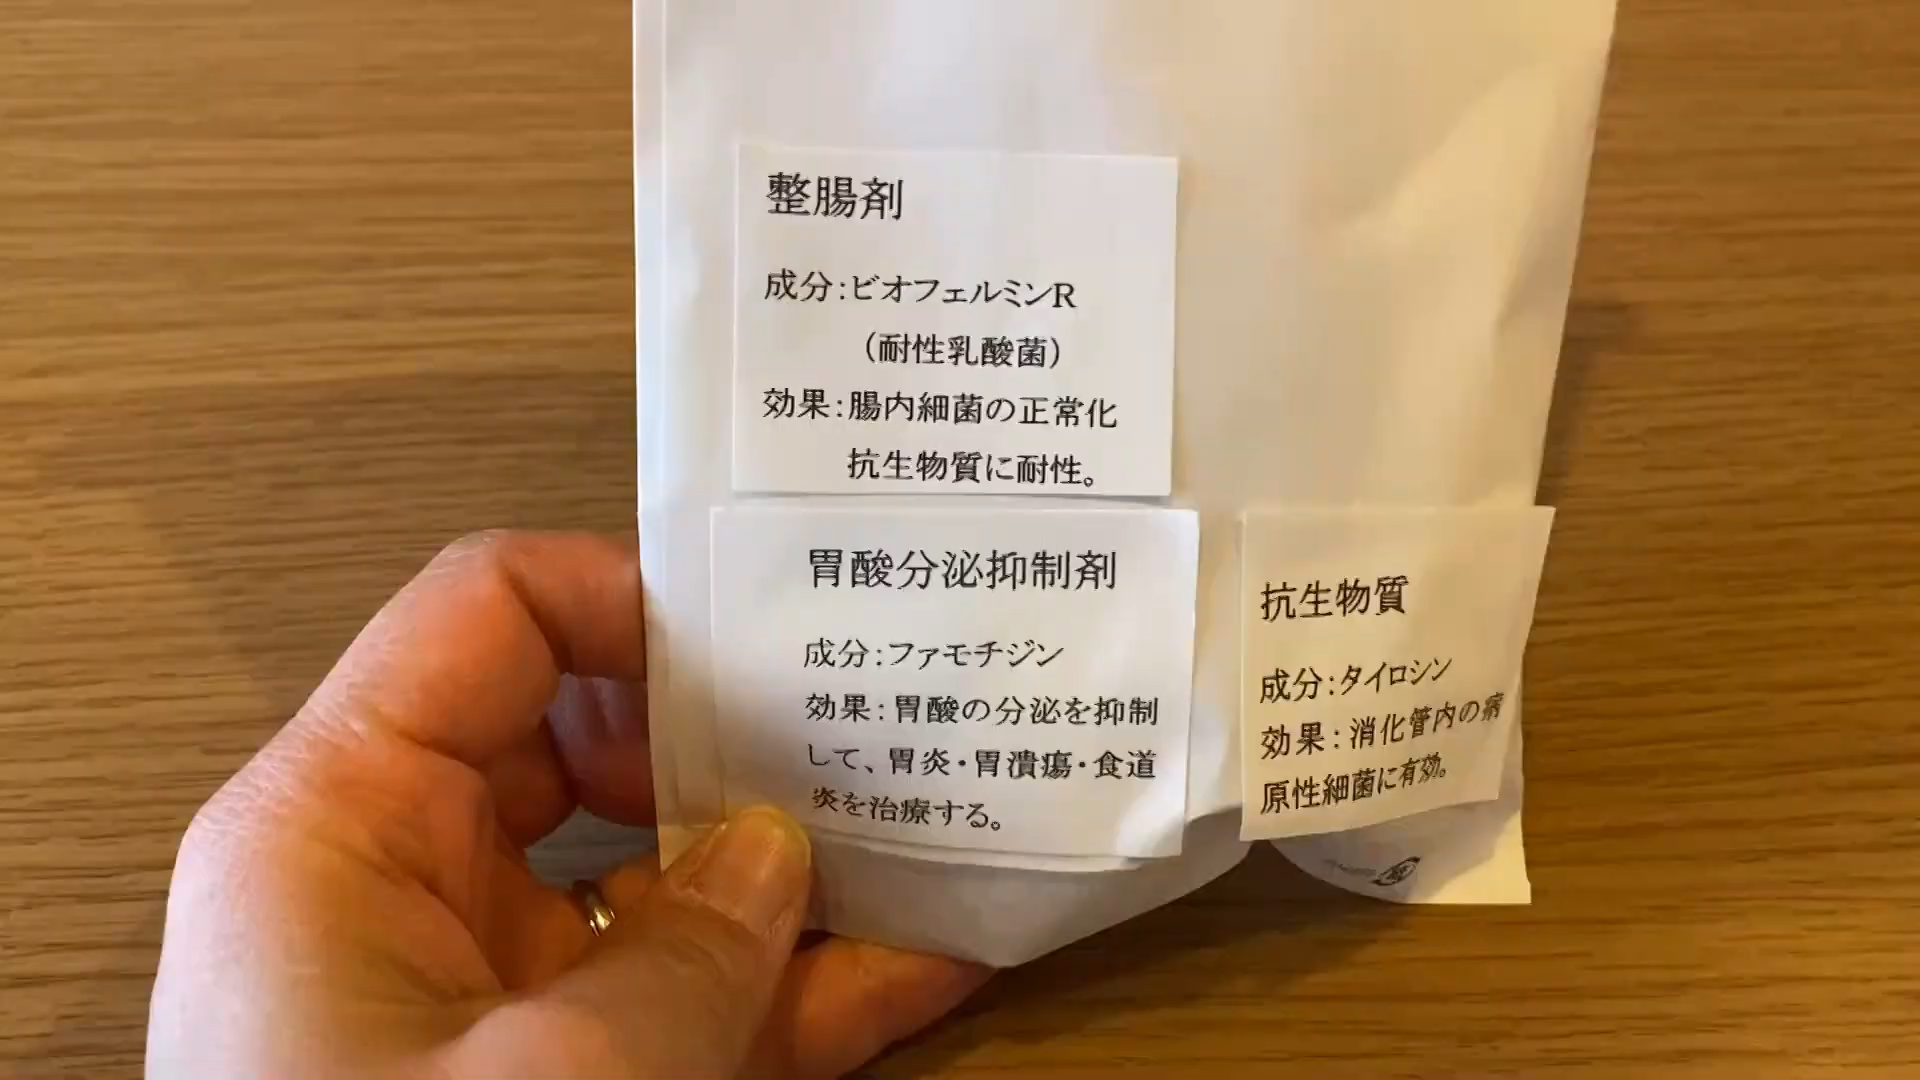 整腸剤
成分:ビオフェルミンR
(耐性乳酸菌)
効果:腸内細菌の正常化
抗生物質に耐性。
胃酸分泌抑制剤
成分:ファモチジン
効果:胃酸の分泌を抑制
して、胃炎・胃潰瘍・食道
炎を治療する。
抗生物質
成分:タイロシン
効果:消化管内の病
原性細菌に有効。